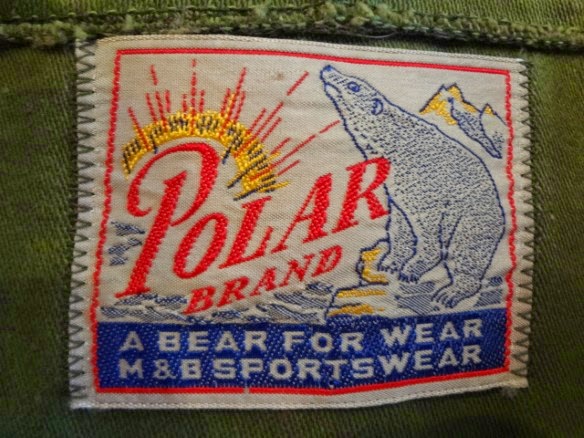 POLAR
BRAND
A BEAR FOR WEAR
M&B SPORTSWEAR